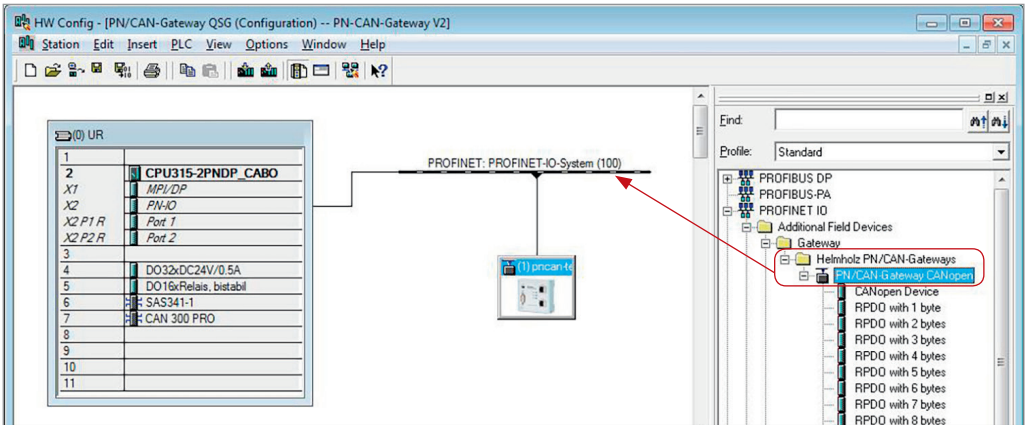 HW Config - [PN/CAN-Gateway QSG (Configuration) -- PN-CAN-Gateway V2]
Station Edit Insert PLC View Options Window Help
(0) UR
1
2 CPU315-2PNDP_CABO
X1 MPI/DP
X2 PN-IO
X2 P1 R Port 1
X2 P2 R Port 2
3
4 DO32xDC24V/0.5A
5 DO16xRelais, bistabil
6 SAS341-1
7 CAN 300 PRO
8
9
10
11
PROFINET: PROFINET-IO-System (100)
(1) pncan-te
Find:
Profile: Standard
PROFIBUS DP
PROFIBUS-PA
PROFINET IO
Additional Field Devices
Gateway
Helmholz PN/CAN-Gateways
PN/CAN-Gateway CANopen
CANopen Device
RPDO with 1 byte
RPDO with 2 bytes
RPDO with 3 bytes
RPDO with 4 bytes
RPDO with 5 bytes
RPDO with 6 bytes
RPDO with 7 bytes
RPDO with 8 bytes